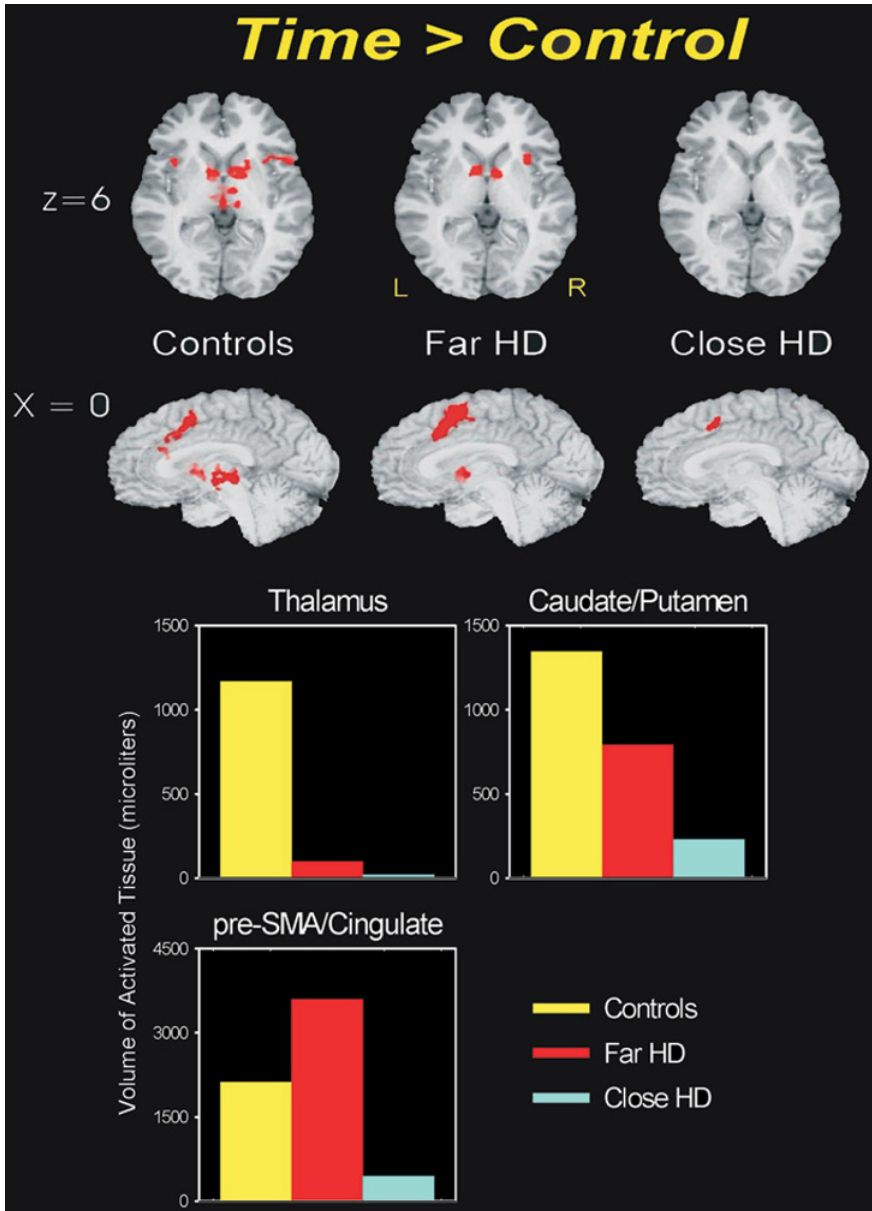 Time > Control
z=6
L R
Controls Far HD Close HD
X = 0
Thalamus Caudate/Putamen
1500 1500
1000 1000
500 500
0 0
Volume of Activated Tissue (microliters)
pre-SMA/Cingulate
4500
3000
1500
0
Controls
Far HD
Close HD